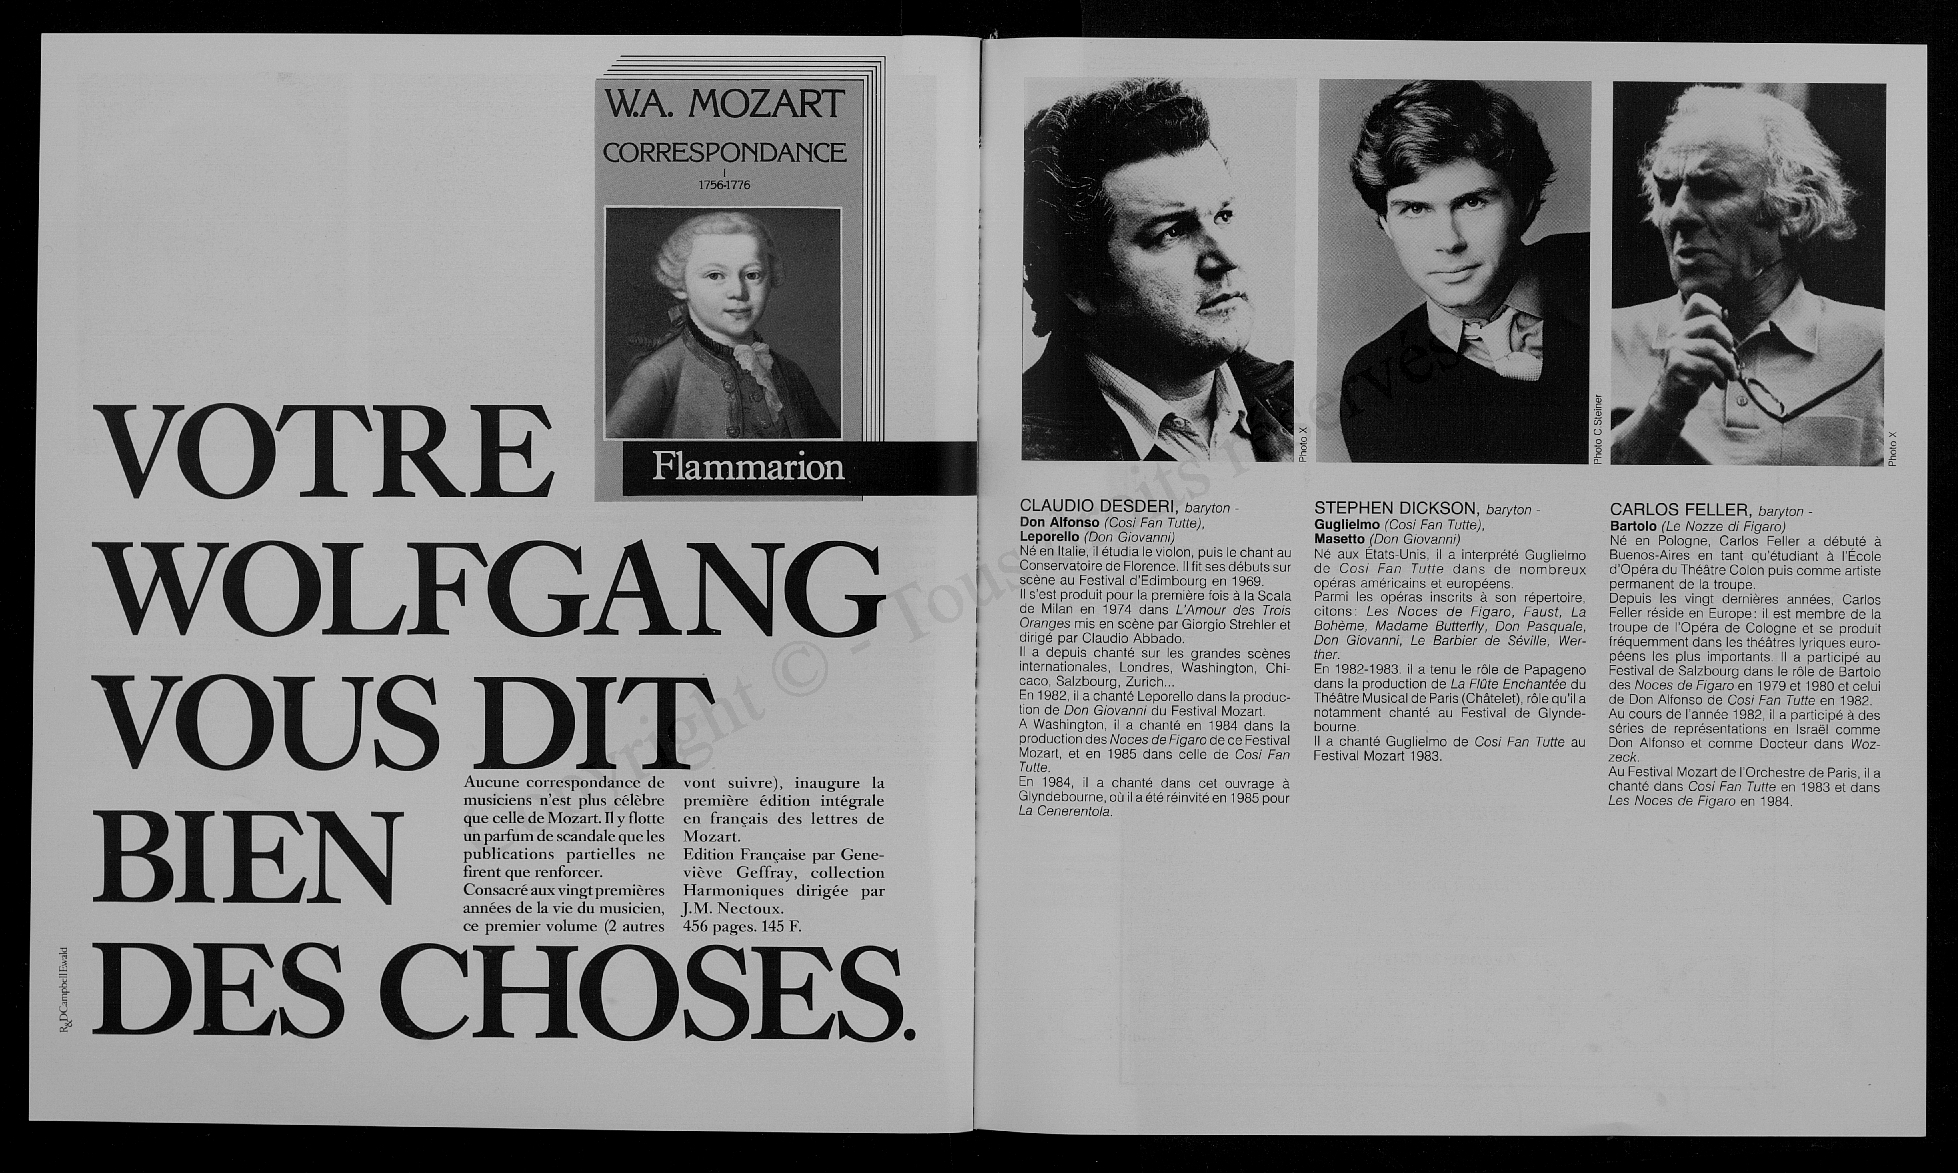 W.A. MOZART
CORRESPONDANCE
I
1756-1776
Flammarion
VOTRE
WOLFGANG
VOUS DIT
BIEN
DES CHOSES.
Aucune correspondance de
musiciens n'est plus célèbre
que celle de Mozart. Il y flotte
un parfum de scandale que les
publications partielles ne
firent que renforcer.
Consacré aux vingt premières
années de la vie du musicien,
ce premier volume (2 autres
vont suivre), inaugure la
première édition intégrale
en français des lettres de
Mozart.
Edition Française par Gene-
viève Geffray, collection
Harmoniques dirigée par
J.M. Nectoux.
456 pages. 145 F.
R&DCampbellEwald
Photo X
Photo C Steiner
Photo X
CLAUDIO DESDERI, baryton -
Don Alfonso (Cosi Fan Tutte),
Leporello (Don Giovanni)
Né en Italie, il étudia le violon, puis le chant au
Conservatoire de Florence. Il fit ses débuts sur
scène au Festival d'Edimbourg en 1969.
Il s'est produit pour la première fois à la Scala
de Milan en 1974 dans L'Amour des Trois
Oranges mis en scène par Giorgio Strehler et
dirigé par Claudio Abbado.
Il a depuis chanté sur les grandes scènes
internationales, Londres, Washington, Chi-
caco, Salzbourg, Zurich...
En 1982, il a chanté Leporello dans la produc-
tion de Don Giovanni du Festival Mozart.
A Washington, il a chanté en 1984 dans la
production des Noces de Figaro de ce Festival
Mozart, et en 1985 dans celle de Cosi Fan
Tutte.
En 1984, il a chanté dans cet ouvrage à
Glyndebourne, où il a été réinvité en 1985 pour
La Cenerentola.
STEPHEN DICKSON, baryton -
Guglielmo (Cosi Fan Tutte),
Masetto (Don Giovanni)
Né aux États-Unis, il a interprété Guglielmo
de Cosi Fan Tutte dans de nombreux
opéras américains et européens.
Parmi les opéras inscrits à son répertoire,
citons: Les Noces de Figaro, Faust, La
Bohème, Madame Butterfly, Don Pasquale,
Don Giovanni, Le Barbier de Séville, Wer-
ther.
En 1982-1983. il a tenu le rôle de Papageno
dans la production de La Flûte Enchantée du
Théâtre Musical de Paris (Châtelet), rôle qu'il a
notamment chanté au Festival de Glynde-
bourne.
Il a chanté Guglielmo de Cosi Fan Tutte au
Festival Mozart 1983.
CARLOS FELLER, baryton -
Bartolo (Le Nozze di Figaro)
Né en Pologne, Carlos Feller a débuté à
Buenos-Aires en tant qu'étudiant à l'École
d'Opéra du Théâtre Colon puis comme artiste
permanent de la troupe.
Depuis les vingt dernières années, Carlos
Feller réside en Europe: il est membre de la
troupe de l'Opéra de Cologne et se produit
fréquemment dans les théâtres lyriques euro-
péens les plus importants. Il a participé au
Festival de Salzbourg dans le rôle de Bartolo
des Noces de Figaro en 1979 et 1980 et celui
de Don Alfonso de Cosi Fan Tutte en 1982.
Au cours de l'année 1982, il a participé à des
séries de représentations en Israël comme
Don Alfonso et comme Docteur dans Woz-
zeck.
Au Festival Mozart de l'Orchestre de Paris, il a
chanté dans Cosi Fan Tutte en 1983 et dans
Les Noces de Figaro en 1984.
Copyright © - Tous droits réservés